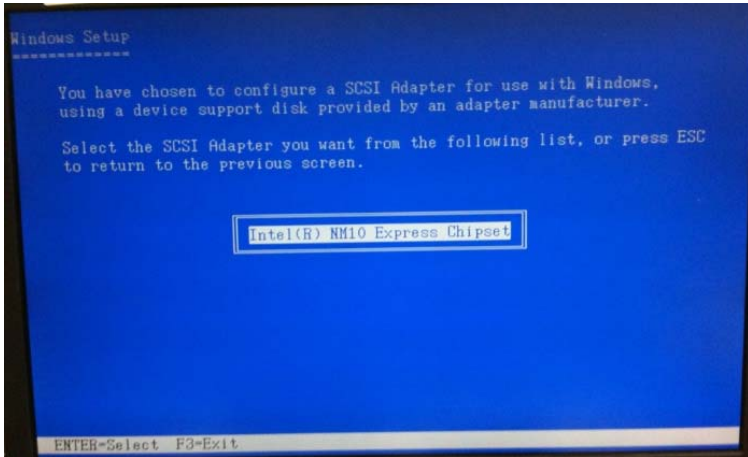 Windows Setup
=============
You have chosen to configure a SCSI Adapter for use with Windows,
using a device support disk provided by an adapter manufacturer.
Select the SCSI Adapter you want from the following list, or press ESC
to return to the previous screen.
Intel(R) NM10 Express Chipset
ENTER=Select F3=Exit